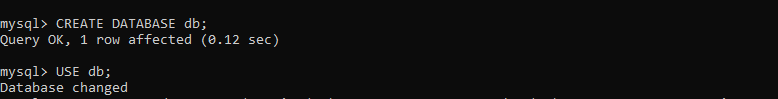 mysql> CREATE DATABASE db;
Query OK, 1 row affected (0.12 sec)
mysql> USE db;
Database changed